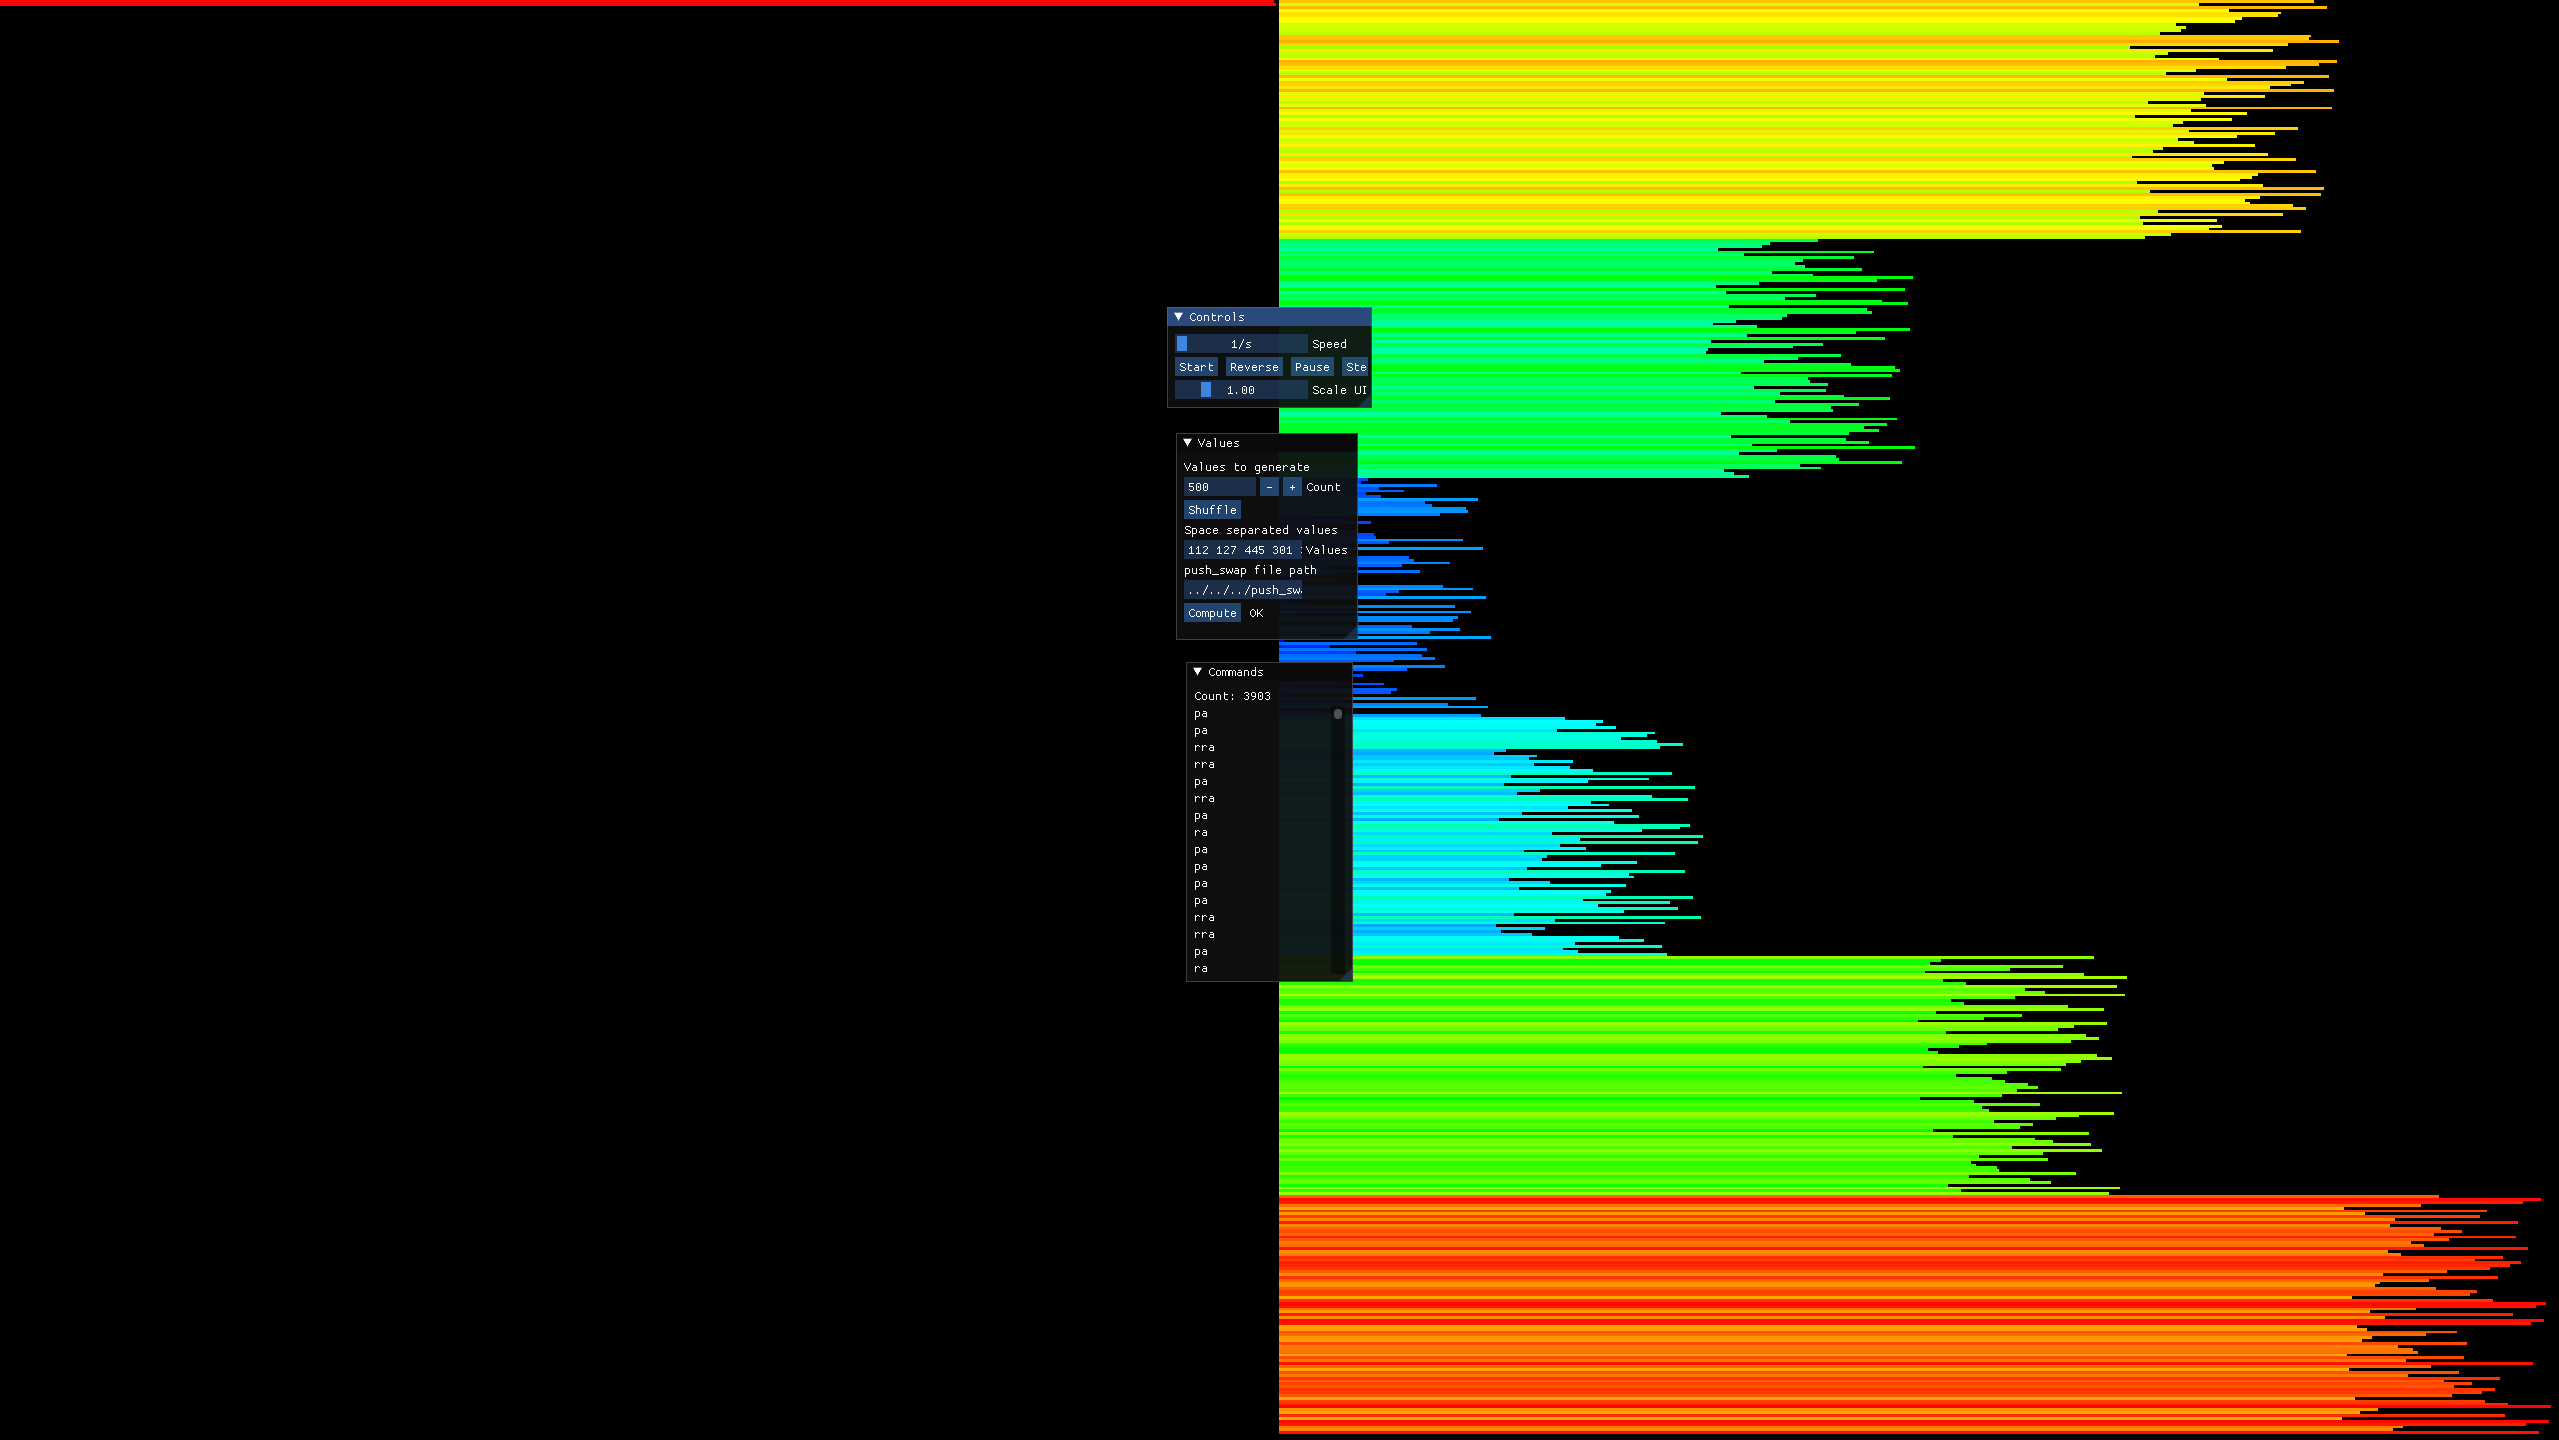 Controls
1/s Speed
Start Reverse Pause Ste
1.00 Scale UI
Values
Values to generate
500 - + Count
Shuffle
Space separated values
112 127 445 301 Values
push_swap file path
../../../push_sw
Compute OK
Commands
Count: 3903
pa
pa
rra
rra
pa
rra
pa
ra
pa
pa
pa
pa
rra
rra
pa
ra